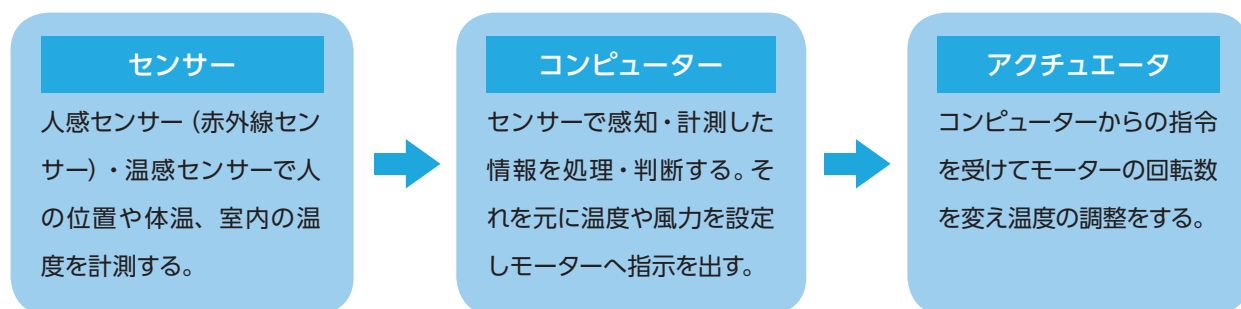 センサー
人感センサー（赤外線セン
サー）・温感センサーで人
の位置や体温、室内の温
度を計測する。
コンピューター
センサーで感知・計測した
情報を処理・判断する。そ
れを元に温度や風力を設定
しモーターへ指示を出す。
アクチュエータ
コンピューターからの指令
を受けてモーターの回転数
を変え温度の調整をする。